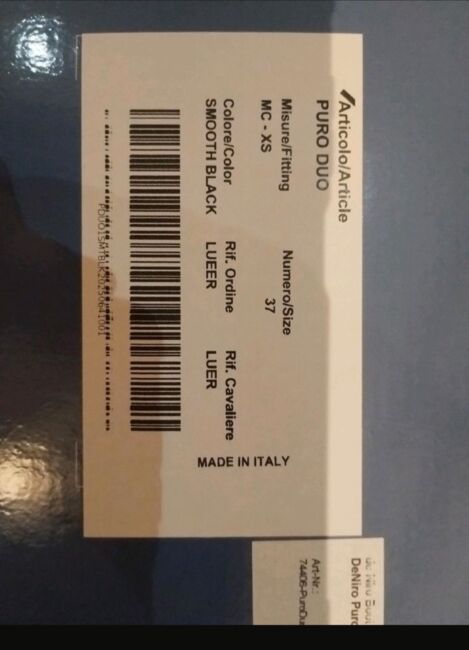 Articolo/Article
PURO DUO
Misure/Fitting Numero/Size
MC - XS 37
Colore/Color Rif. Ordine Rif. Cavaliere
SMOOTH BLACK LUEER LUER
MADE IN ITALY
DeNiro Puro
Art-Nr.: